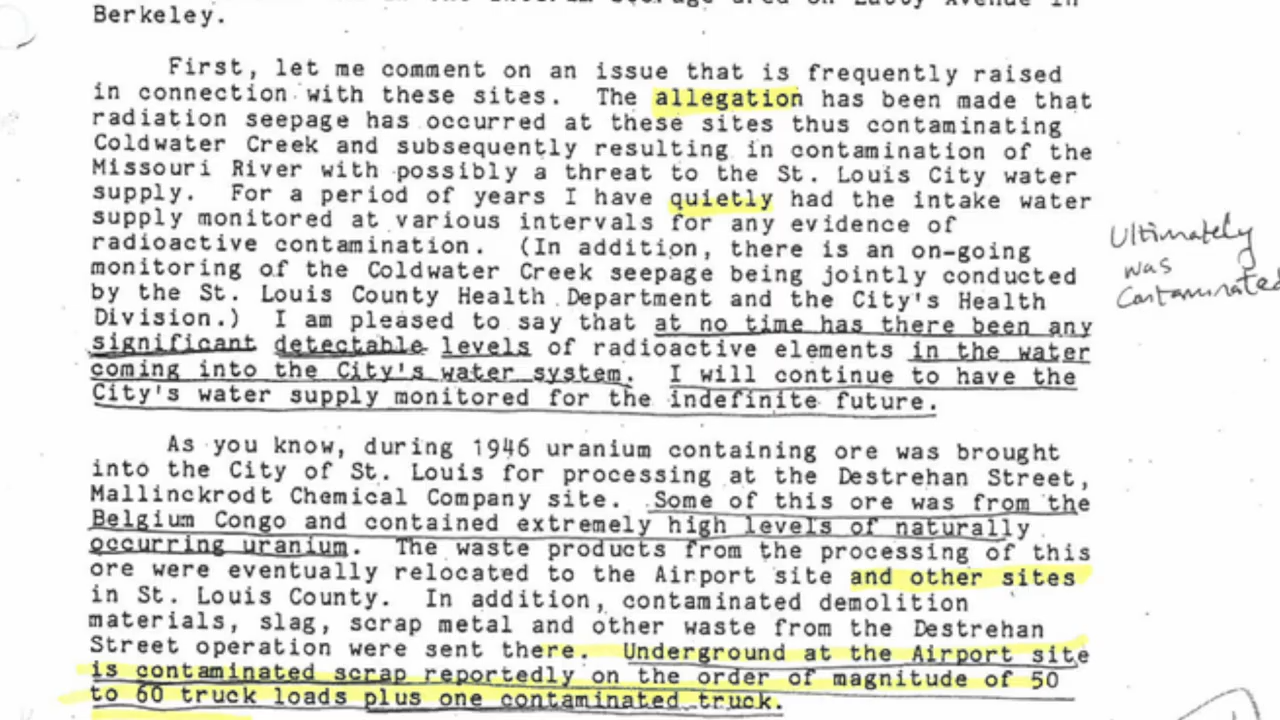 Berkeley.
First, let me comment on an issue that is frequently raised
in connection with these sites. The allegation has been made that
radiation seepage has occurred at these sites thus contaminating
Coldwater Creek and subsequently resulting in contamination of the
Missouri River with possibly a threat to the St. Louis City water
supply. For a period of years I have quietly had the intake water
supply monitored at various intervals for any evidence of
radioactive contamination. (In addition, there is an on-going
monitoring of the Coldwater Creek seepage being jointly conducted
by the St. Louis County Health Department and the City's Health
Division.) I am pleased to say that at no time has there been any
significant detectable levels of radioactive elements in the water
coming into the City's water system. I will continue to have the
City's water supply monitored for the indefinite future.
Ultimately
was
Contaminated
As you know, during 1946 uranium containing ore was brought
into the City of St. Louis for processing at the Destrehan Street,
Mallinckrodt Chemical Company site. Some of this ore was from the
Belgium Congo and contained extremely high levels of naturally
occurring uranium. The waste products from the processing of this
ore were eventually relocated to the Airport site and other sites
in St. Louis County. In addition, contaminated demolition
materials, slag, scrap metal and other waste from the Destrehan
Street operation were sent there. Underground at the Airport site
is contaminated scrap reportedly on the order of magnitude of 50
to 60 truck loads plus one contaminated truck.